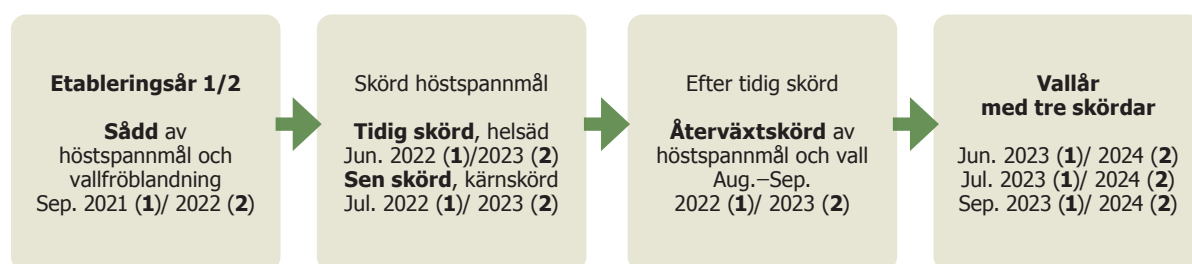 Etableringsår 1/2
Sådd av
höstspannmål och
vallfröblandning
Sep. 2021 (1)/ 2022 (2)
Skörd höstspannmål
Tidig skörd, helsäd
Jun. 2022 (1)/2023 (2)
Sen skörd, kärnskörd
Jul. 2022 (1)/ 2023 (2)
Efter tidig skörd
Återväxtskörd av
höstspannmål och vall
Aug.–Sep.
2022 (1)/ 2023 (2)
Vallår
med tre skördar
Jun. 2023 (1)/ 2024 (2)
Jul. 2023 (1)/ 2024 (2)
Sep. 2023 (1)/ 2024 (2)